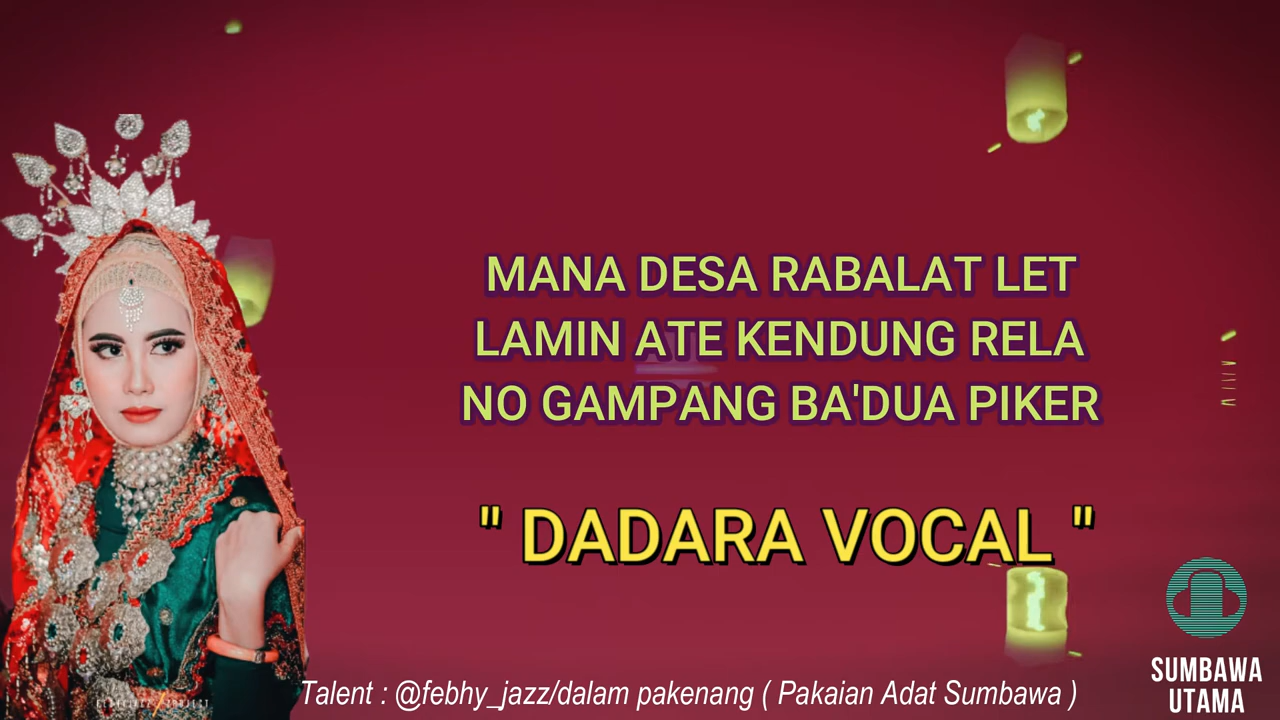 MANA DESA RABALAT LET
LAMIN ATE KENDUNG RELA
NO GAMPANG BA'DUA PIKER
" DADARA VOCAL "
Talent : @febhy_jazz/dalam pakenang ( Pakaian Adat Sumbawa )
SUMBAWA
UTAMA